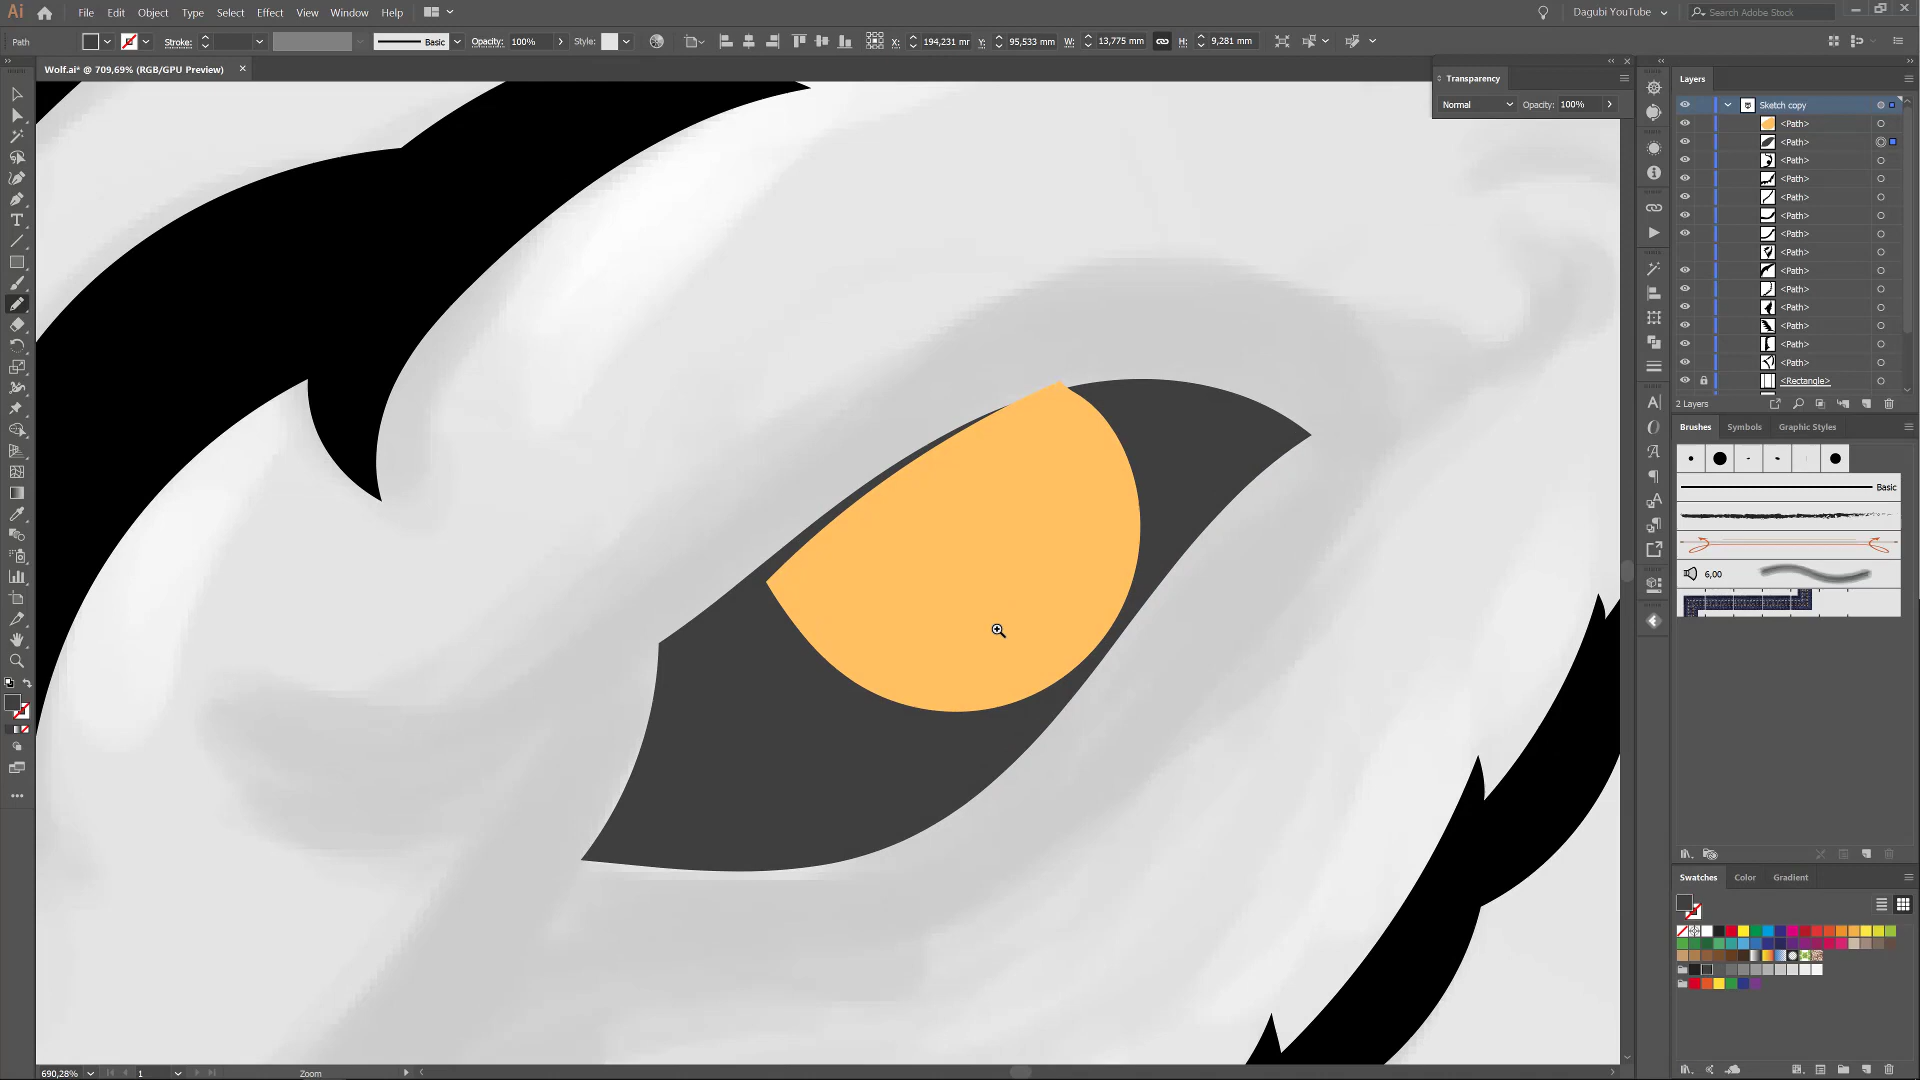 Ai File Edit Object Type Select Effect View Window Help Dagubi YouTube Search Adobe Stock
Path Stroke: Basic Opacity: 100% Style: X: 194,231 mr Y: 95,533 mm W: 13,775 mm H: 9,281 mm
Wolf.ai* @ 709,69% (RGB/GPU Preview)
Transparency
Normal Opacity: 100%
Layers
Sketch copy
<Path>
<Path>
<Path>
<Path>
<Path>
<Path>
<Path>
<Path>
<Path>
<Path>
<Path>
<Path>
<Path>
<Path>
<Rectangle>
2 Layers
Brushes Symbols Graphic Styles
Basic
6,00
Swatches Color Gradient
690,28% 1 Zoom